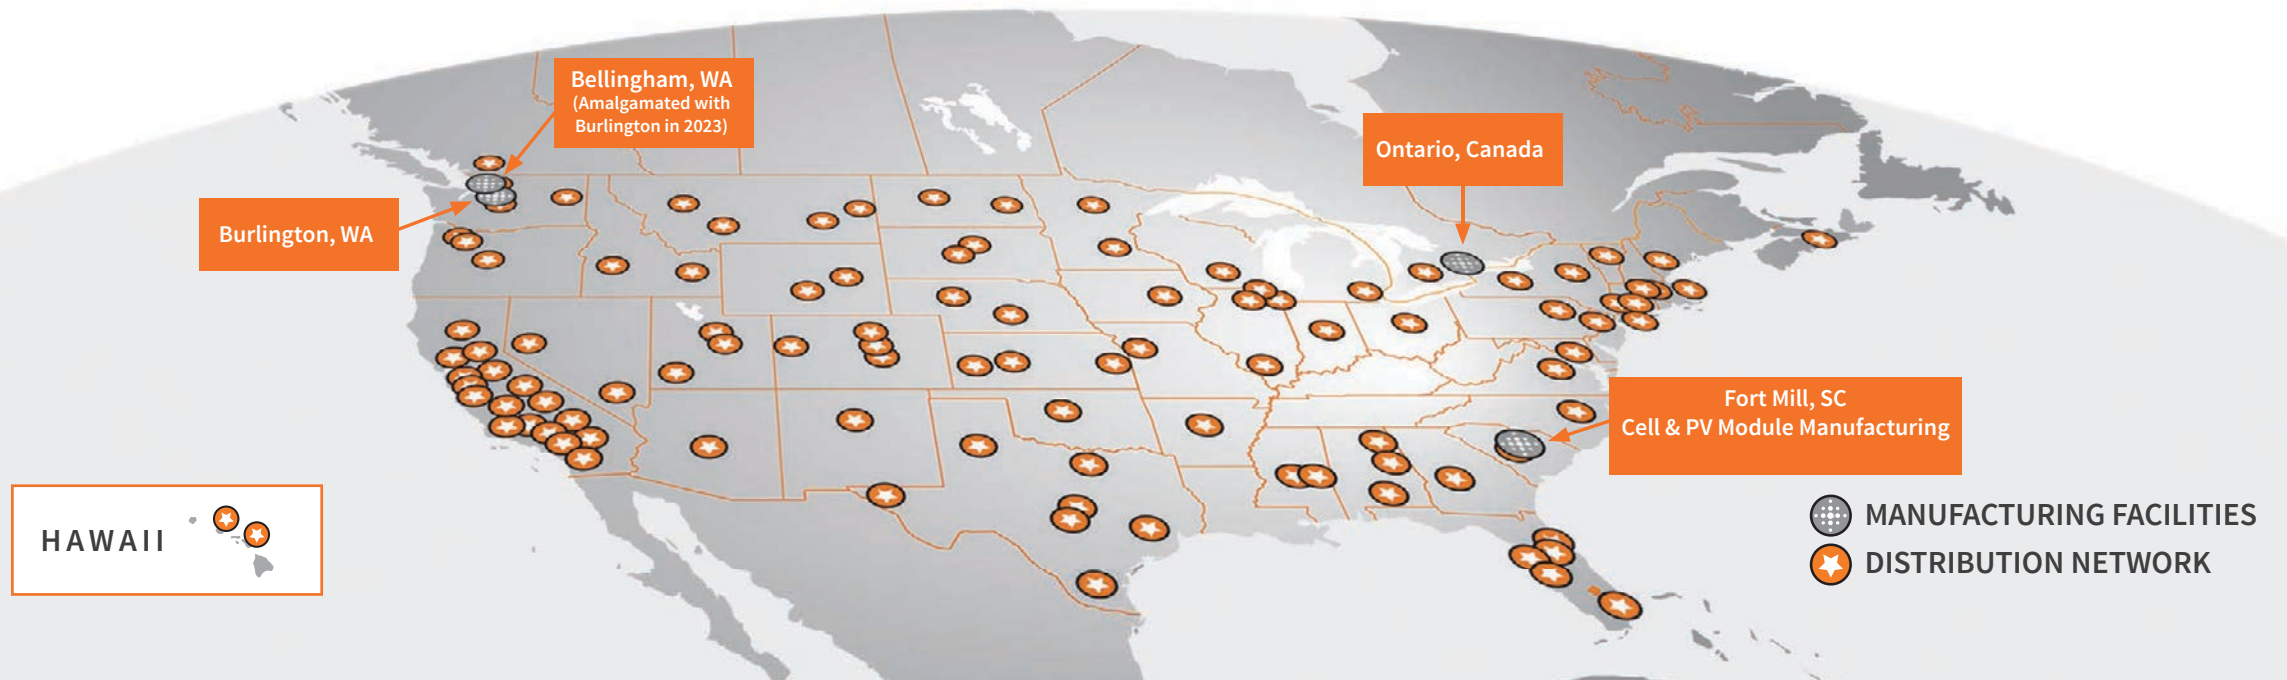 Bellingham, WA
(Amalgamated with
Burlington in 2023)
Ontario, Canada
Burlington, WA
Fort Mill, SC
Cell & PV Module Manufacturing
HAWAII
MANUFACTURING FACILITIES
DISTRIBUTION NETWORK